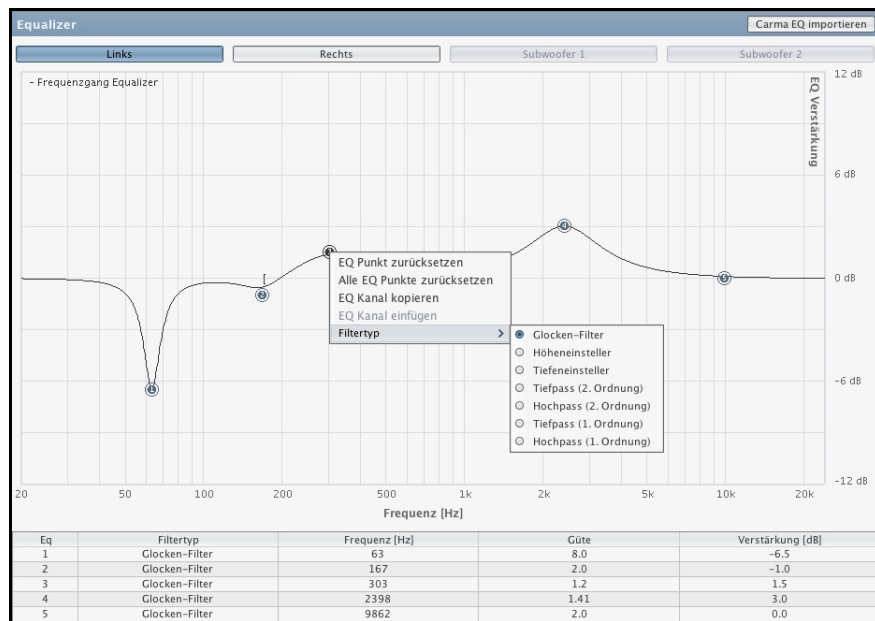 Equalizer
Carma EQ importieren
Links
Rechts
Subwoofer 1
Subwoofer 2
- Frequenzgang Equalizer
EQ Verstärkung
12 dB
6 dB
0 dB
-6 dB
-12 dB
1
2
[
3
4
5
EQ Punkt zurücksetzen
Alle EQ Punkte zurücksetzen
EQ Kanal kopieren
EQ Kanal einfügen
Filtertyp >
Glocken-Filter
Höheneinsteller
Tiefeneinsteller
Tiefpass (2. Ordnung)
Hochpass (2. Ordnung)
Tiefpass (1. Ordnung)
Hochpass (1. Ordnung)
20 50 100 200 500 1k 2k 5k 10k 20k
Frequenz [Hz]
Eq Filtertyp Frequenz [Hz] Güte Verstärkung [dB]
1 Glocken-Filter 63 8.0 -6.5
2 Glocken-Filter 167 2.0 -1.0
3 Glocken-Filter 303 1.2 1.5
4 Glocken-Filter 2398 1.41 3.0
5 Glocken-Filter 9862 2.0 0.0